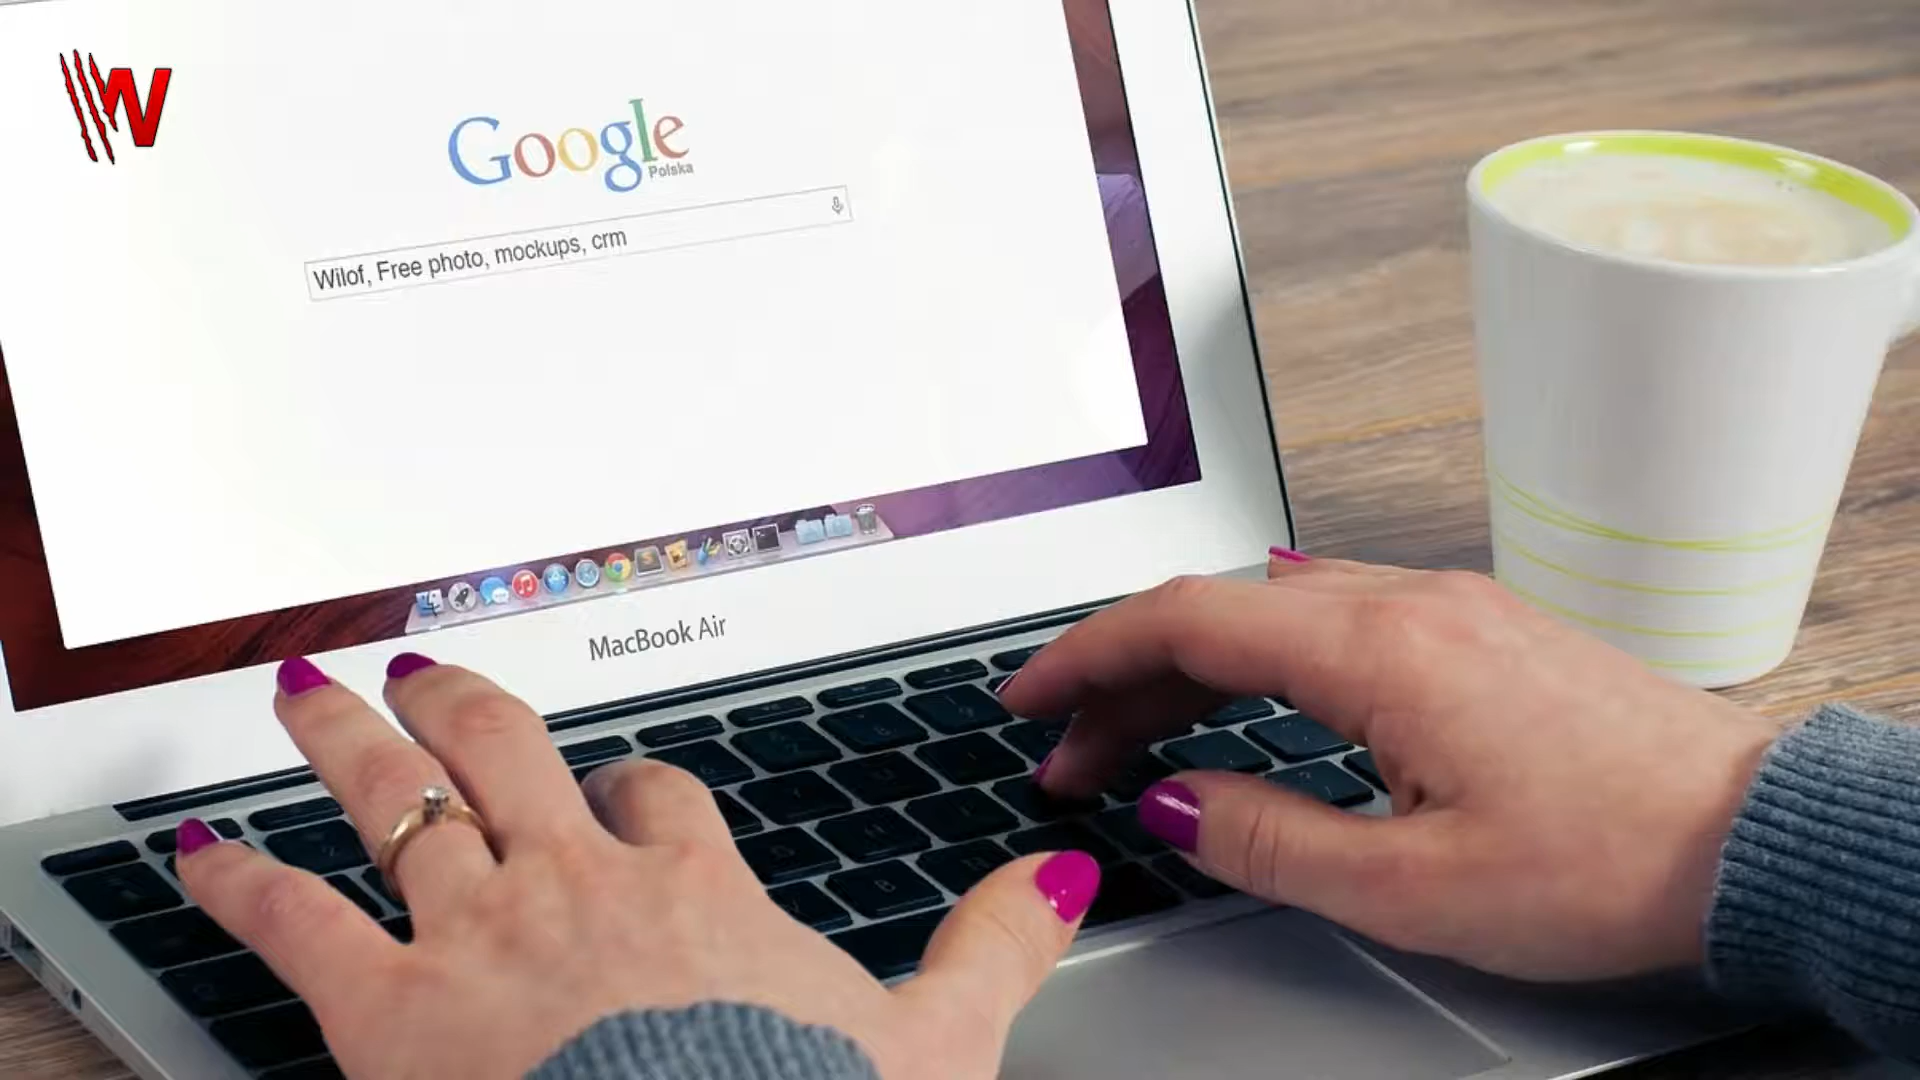 W
Google
Polska
Wilof, Free photo, mockups, crm
MacBook Air